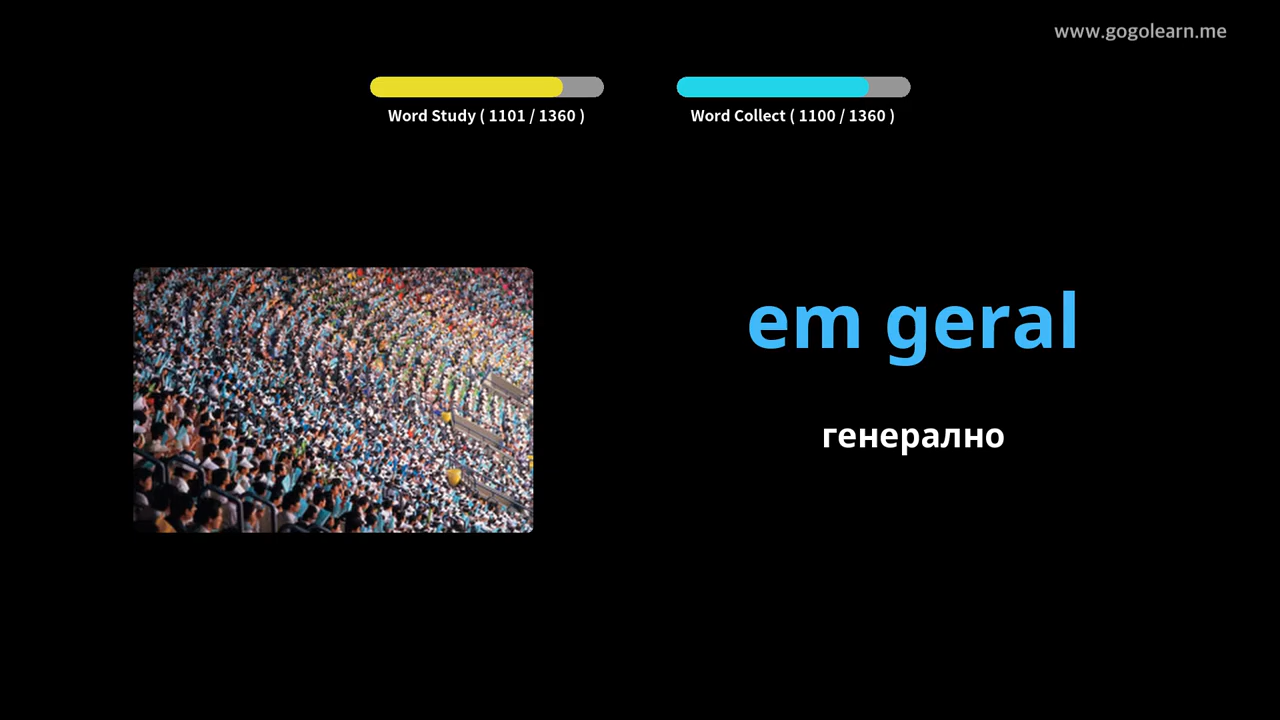 www.gogolearn.me
Word Study ( 1101 / 1360 )
Word Collect ( 1100 / 1360 )
em geral
генерално